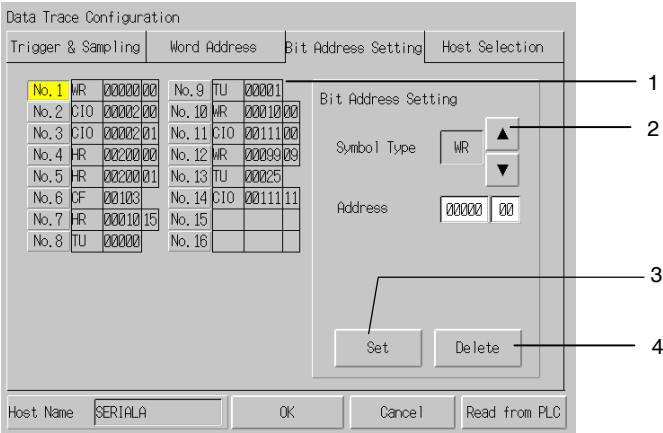 Data Trace Configuration
Trigger & Sampling Word Address Bit Address Setting Host Selection
No. 1 WR 00000 00 No. 9 TU 00001
No. 2 CIO 00002 00 No. 10 WR 00010 00
No. 3 CIO 00002 01 No. 11 CIO 00111 00
No. 4 HR 00200 00 No. 12 WR 00099 09
No. 5 HR 00200 01 No. 13 TU 00025
No. 6 CF 00103 No. 14 CIO 00111 11
No. 7 HR 00010 15 No. 15
No. 8 TU 00000 No. 16
Bit Address Setting
Symbol Type WR ▲
▼
Address 00000 00
Set Delete
Host Name SERIALA OK Cancel Read from PLC
1
2
3
4